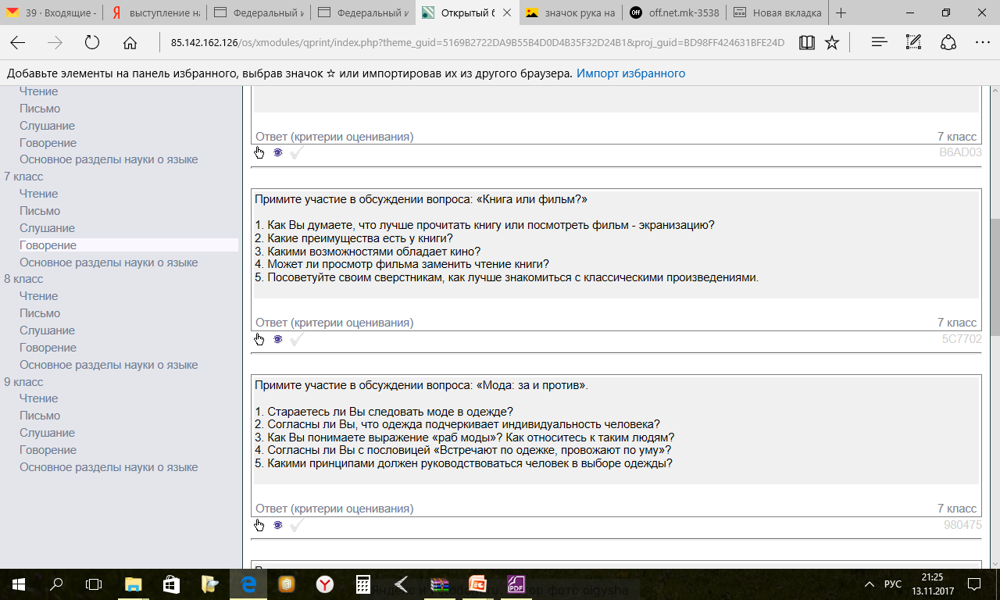 39 · Входящие -
выступление на
Федеральный и
Федеральный и
Открытый б
значок рука на
off.net.mk-3538
Новая вкладка
85.142.162.126/os/xmodules/qprint/index.php?theme_guid=5169B2722DA9B55B4D0D4B35F32D24B1&proj_guid=BD98FF424631BFE24D
Добавьте элементы на панель избранного, выбрав значок ☆ или импортировав их из другого браузера. Импорт избранного
Чтение
Письмо
Слушание
Говорение
Основное разделы науки о языке
7 класс
Чтение
Письмо
Слушание
Говорение
Основное разделы науки о языке
8 класс
Чтение
Письмо
Слушание
Говорение
Основное разделы науки о языке
9 класс
Чтение
Письмо
Слушание
Говорение
Основное разделы науки о языке
Ответ (критерии оценивания) 7 класс
B6AD03
Примите участие в обсуждении вопроса: «Книга или фильм?»
1. Как Вы думаете, что лучше прочитать книгу или посмотреть фильм - экранизацию?
2. Какие преимущества есть у книги?
3. Какими возможностями обладает кино?
4. Может ли просмотр фильма заменить чтение книги?
5. Посоветуйте своим сверстникам, как лучше знакомиться с классическими произведениями.
Ответ (критерии оценивания) 7 класс
5C7702
Примите участие в обсуждении вопроса: «Мода: за и против».
1. Стараетесь ли Вы следовать моде в одежде?
2. Согласны ли Вы, что одежда подчеркивает индивидуальность человека?
3. Как Вы понимаете выражение «раб моды»? Как относитесь к таким людям?
4. Согласны ли Вы с пословицей «Встречают по одежке, провожают по уму»?
5. Какими принципами должен руководствоваться человек в выборе одежды?
Ответ (критерии оценивания) 7 класс
980475
РУС
21:25
13.11.2017